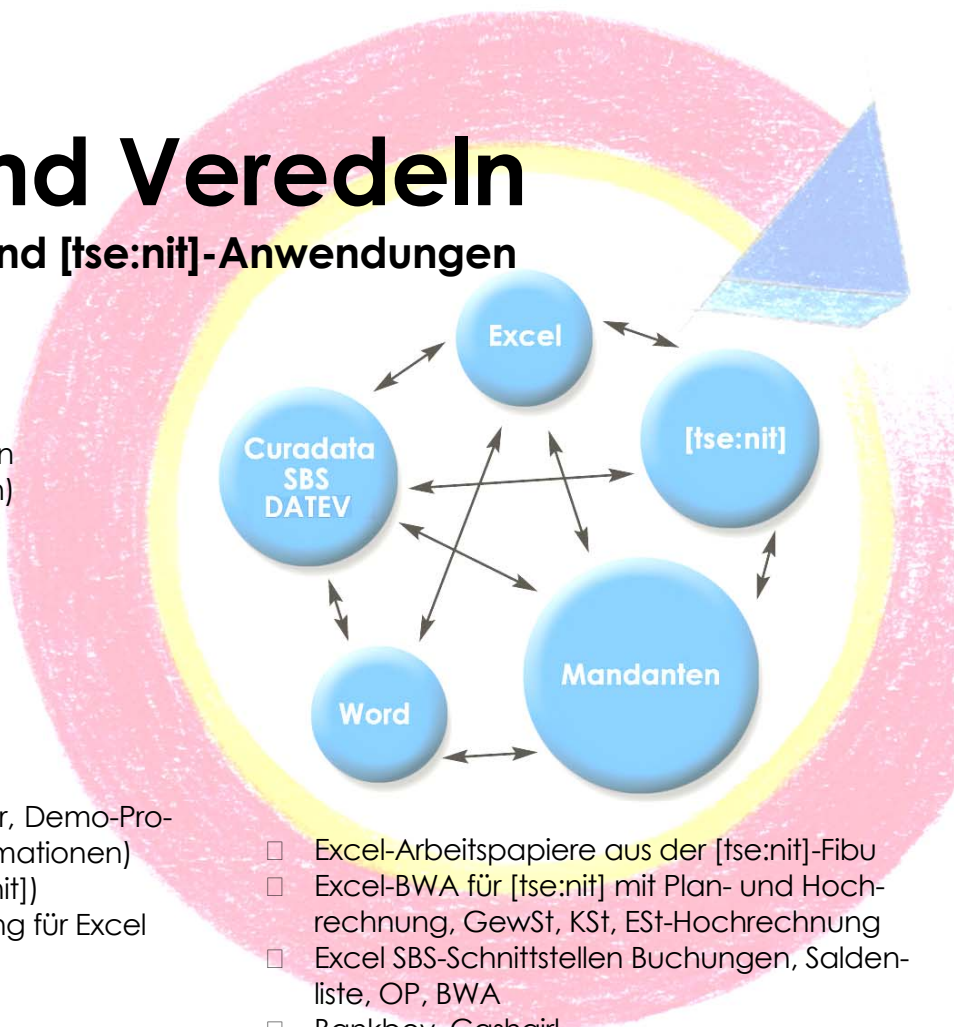 nd Veredeln
nd [tse:nit]-Anwendungen
Excel
[tse:nit]
Curadata
SBS
DATEV
n
n)
Mandanten
Word
r, Demo-Pro-
mationen)
nit])
ng für Excel
Excel-Arbeitspapiere aus der [tse:nit]-Fibu
Excel-BWA für [tse:nit] mit Plan- und Hoch-
rechnung, GewSt, KSt, ESt-Hochrechnung
Excel SBS-Schnittstellen Buchungen, Salden-
liste, OP, BWA
Bankboy, Cashgirl